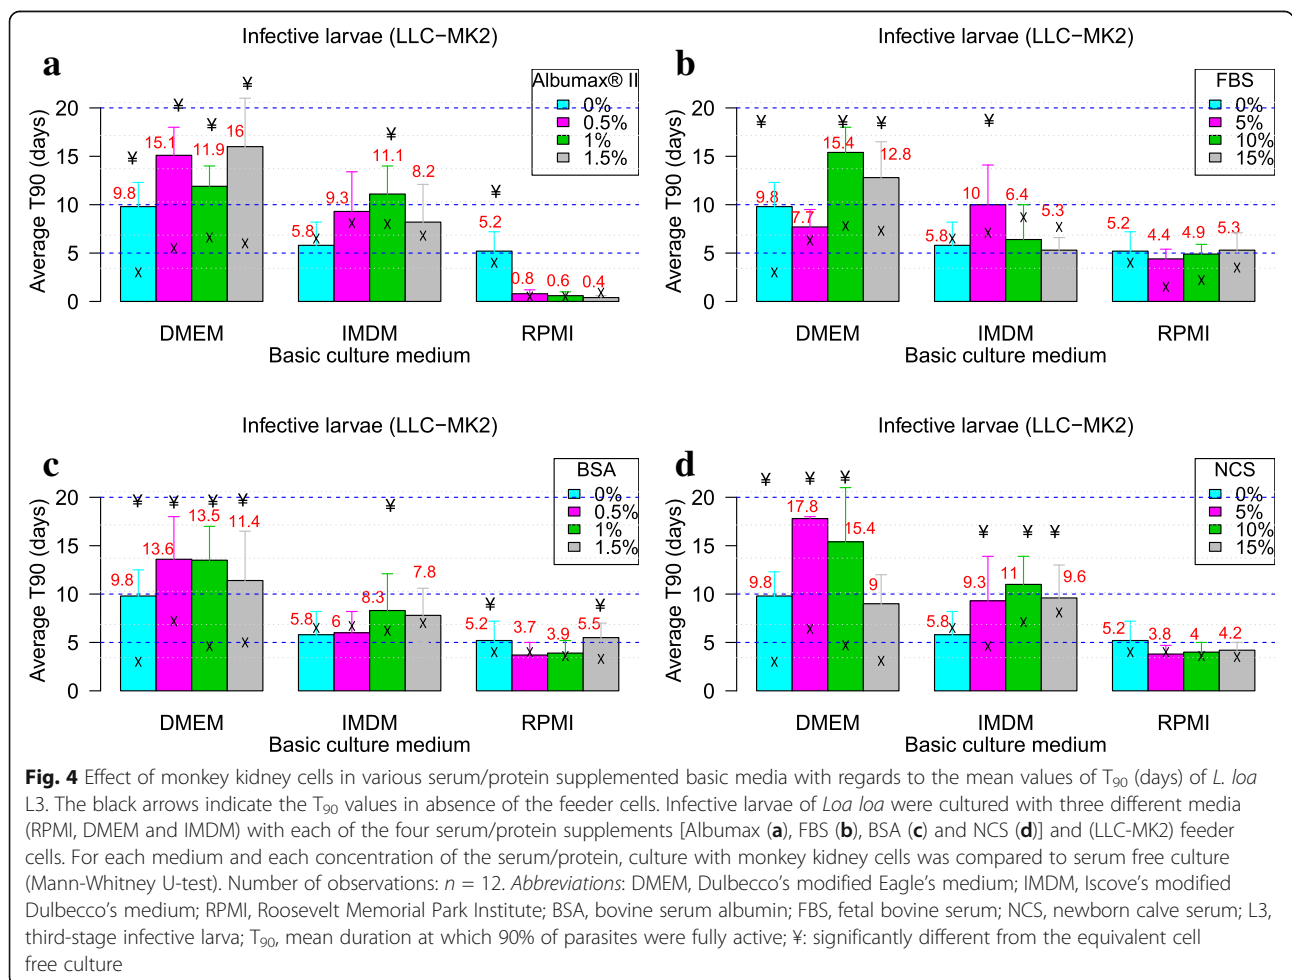 Infective larvae (LLC−MK2)
a
Albumax® II
0%
0.5%
1%
1.5%
Average T90 (days)
20
15
10
5
0
¥ ¥ ¥ ¥ ¥ ¥
9.8 15.1 11.9 16
5.8 9.3 11.1 8.2
5.2 0.8 0.6 0.4
x x x x x x x x x x x x
DMEM IMDM RPMI
Basic culture medium
Infective larvae (LLC−MK2)
b
FBS
0%
5%
10%
15%
Average T90 (days)
20
15
10
5
0
¥ ¥ ¥ ¥
9.8 7.7 15.4 12.8
5.8 10 6.4 5.3
5.2 4.4 4.9 5.3
x x x x x x x x x x x x
DMEM IMDM RPMI
Basic culture medium
Infective larvae (LLC−MK2)
c
BSA
0%
0.5%
1%
1.5%
Average T90 (days)
20
15
10
5
0
¥ ¥ ¥ ¥ ¥ ¥ ¥
9.8 13.6 13.5 11.4
5.8 6 8.3 7.8
5.2 3.7 3.9 5.5
x x x x x x x x x x x x
DMEM IMDM RPMI
Basic culture medium
Infective larvae (LLC−MK2)
d
NCS
0%
5%
10%
15%
Average T90 (days)
20
15
10
5
0
¥ ¥ ¥ ¥ ¥ ¥
9.8 17.8 15.4 9
5.8 9.3 11 9.6
5.2 3.8 4 4.2
x x x x x x x x x x x x
DMEM IMDM RPMI
Basic culture medium
Fig. 4 Effect of monkey kidney cells in various serum/protein supplemented basic media with regards to the mean values of T90 (days) of L. loa
L3. The black arrows indicate the T90 values in absence of the feeder cells. Infective larvae of Loa loa were cultured with three different media
(RPMI, DMEM and IMDM) with each of the four serum/protein supplements [Albumax (a), FBS (b), BSA (c) and NCS (d)] and (LLC-MK2) feeder
cells. For each medium and each concentration of the serum/protein, culture with monkey kidney cells was compared to serum free culture
(Mann-Whitney U-test). Number of observations: n = 12. Abbreviations: DMEM, Dulbecco’s modified Eagle’s medium; IMDM, Iscove’s modified
Dulbecco’s medium; RPMI, Roosevelt Memorial Park Institute; BSA, bovine serum albumin; FBS, fetal bovine serum; NCS, newborn calve serum; L3,
third-stage infective larva; T90, mean duration at which 90% of parasites were fully active; ¥: significantly different from the equivalent cell
free culture